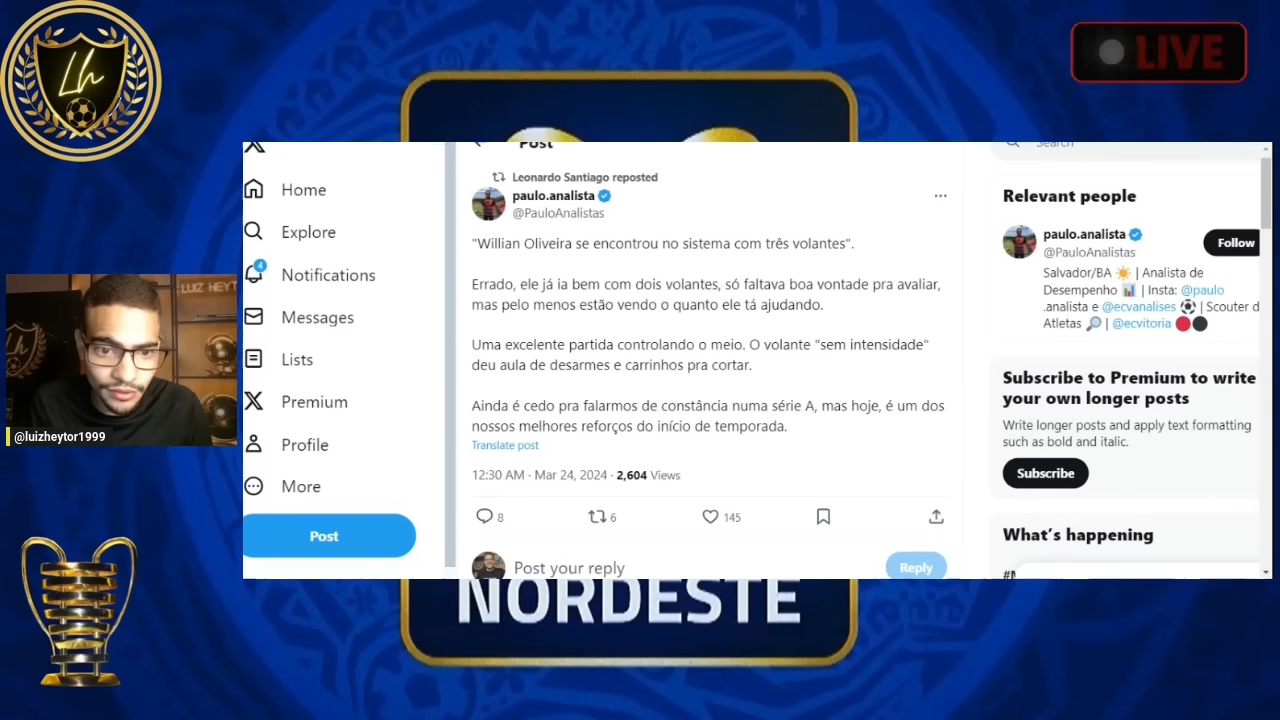 Lh
LIVE
Post
Search
Leonardo Santiago reposted
paulo.analista
@PauloAnalistas
"Willian Oliveira se encontrou no sistema com três volantes".
Errado, ele já ia bem com dois volantes, só faltava boa vontade pra avaliar,
mas pelo menos estão vendo o quanto ele tá ajudando.
Uma excelente partida controlando o meio. O volante "sem intensidade"
deu aula de desarmes e carrinhos pra cortar.
Ainda é cedo pra falarmos de constância numa série A, mas hoje, é um dos
nossos melhores reforços do início de temporada.
Translate post
12:30 AM · Mar 24, 2024 · 2,604 Views
8
6
145
Post your reply
Reply
Home
Explore
4
Notifications
Messages
Lists
Premium
Profile
More
Post
Relevant people
paulo.analista
@PauloAnalistas
Follow
Salvador/BA ☀️ | Analista de
Desempenho 📊 | Insta: @paulo
.analista e @ecvanalises ⚽ | Scouter d
Atletas 🔎 | @ecvitoria 🔴⚫
Subscribe to Premium to write
your own longer posts
Write longer posts and apply text formatting
such as bold and italic.
Subscribe
What's happening
LUIZ HEYT
Lh
@luizheytor1999
NORDESTE